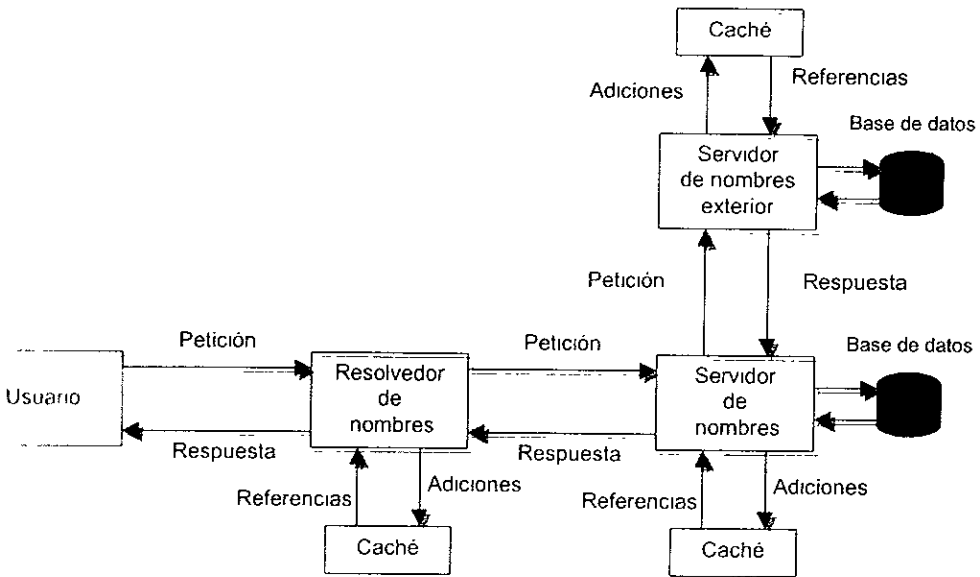 Caché
Adiciones
Referencias
Base de datos
Servidor
de nombres
exterior
Petición
Respuesta
Petición
Petición
Base de datos
Usuario
Resolvedor
de
nombres
Servidor
de
nombres
Respuesta
Respuesta
Referencias
Adiciones
Referencias
Adiciones
Caché
Caché